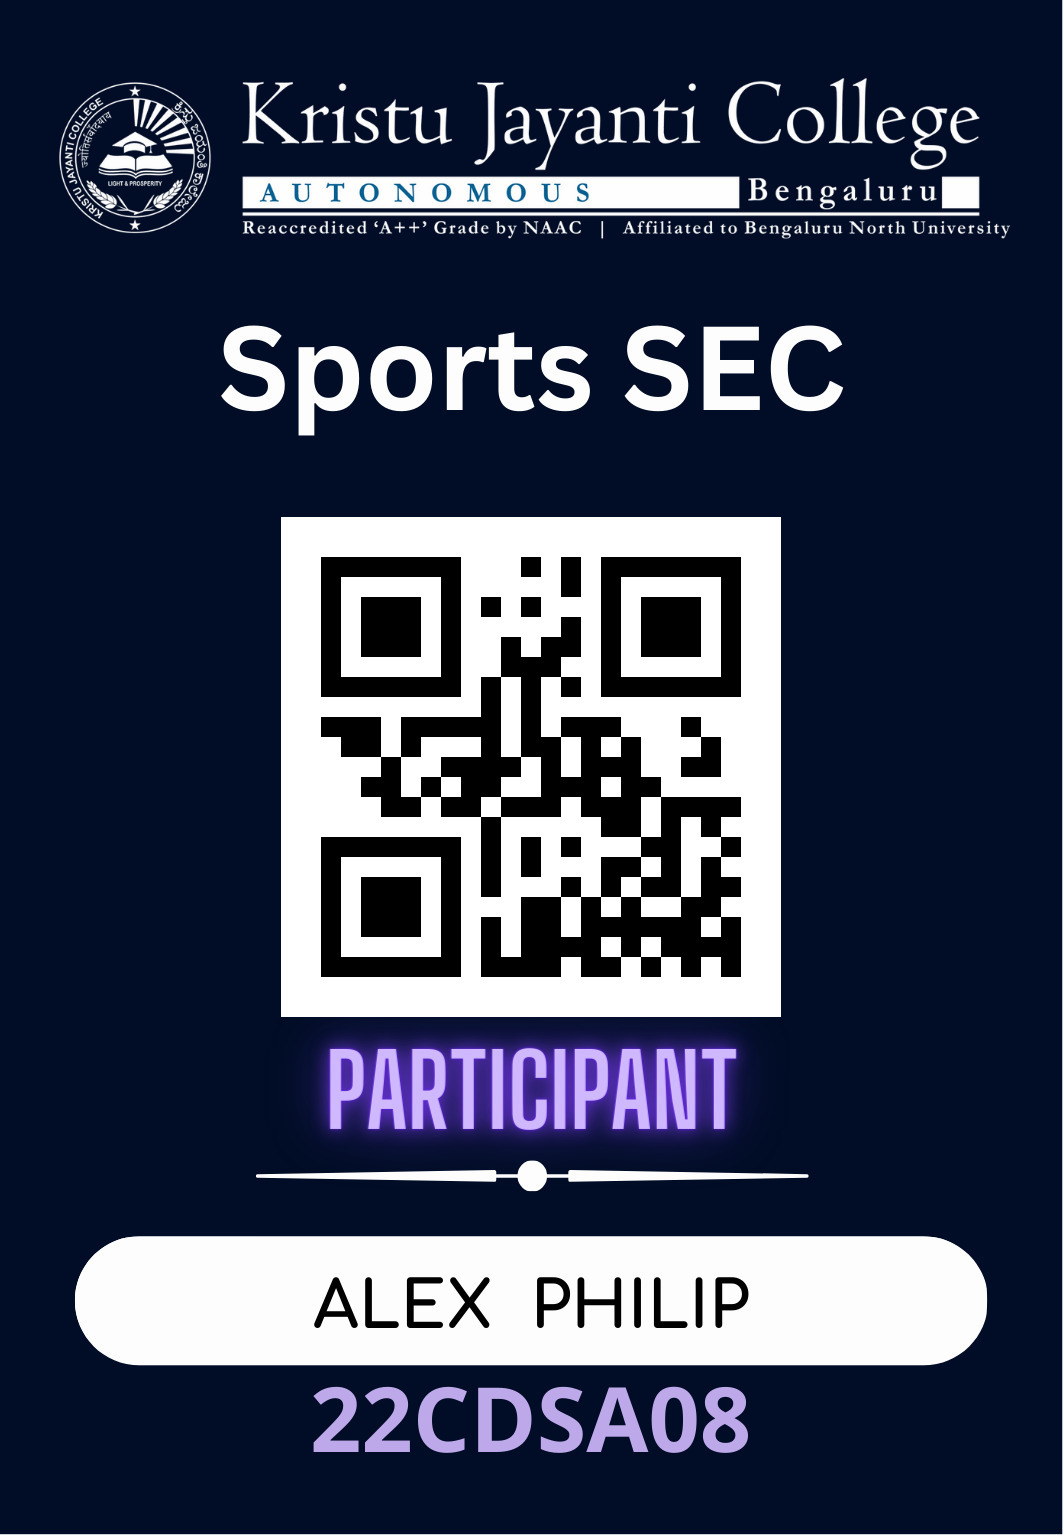 KRISTU JAYANTI COLLEGE
ಕ್ರಿಸ್ತು ಜಯಂತಿ ಕಾಲೇಜು
LIGHT & PROSPERITY
Kristu Jayanti College
AUTONOMOUS Bengaluru
Reaccredited ‘A++’ Grade by NAAC | Affiliated to Bengaluru North University
Sports SEC
PARTICIPANT
ALEX PHILIP
22CDSA08